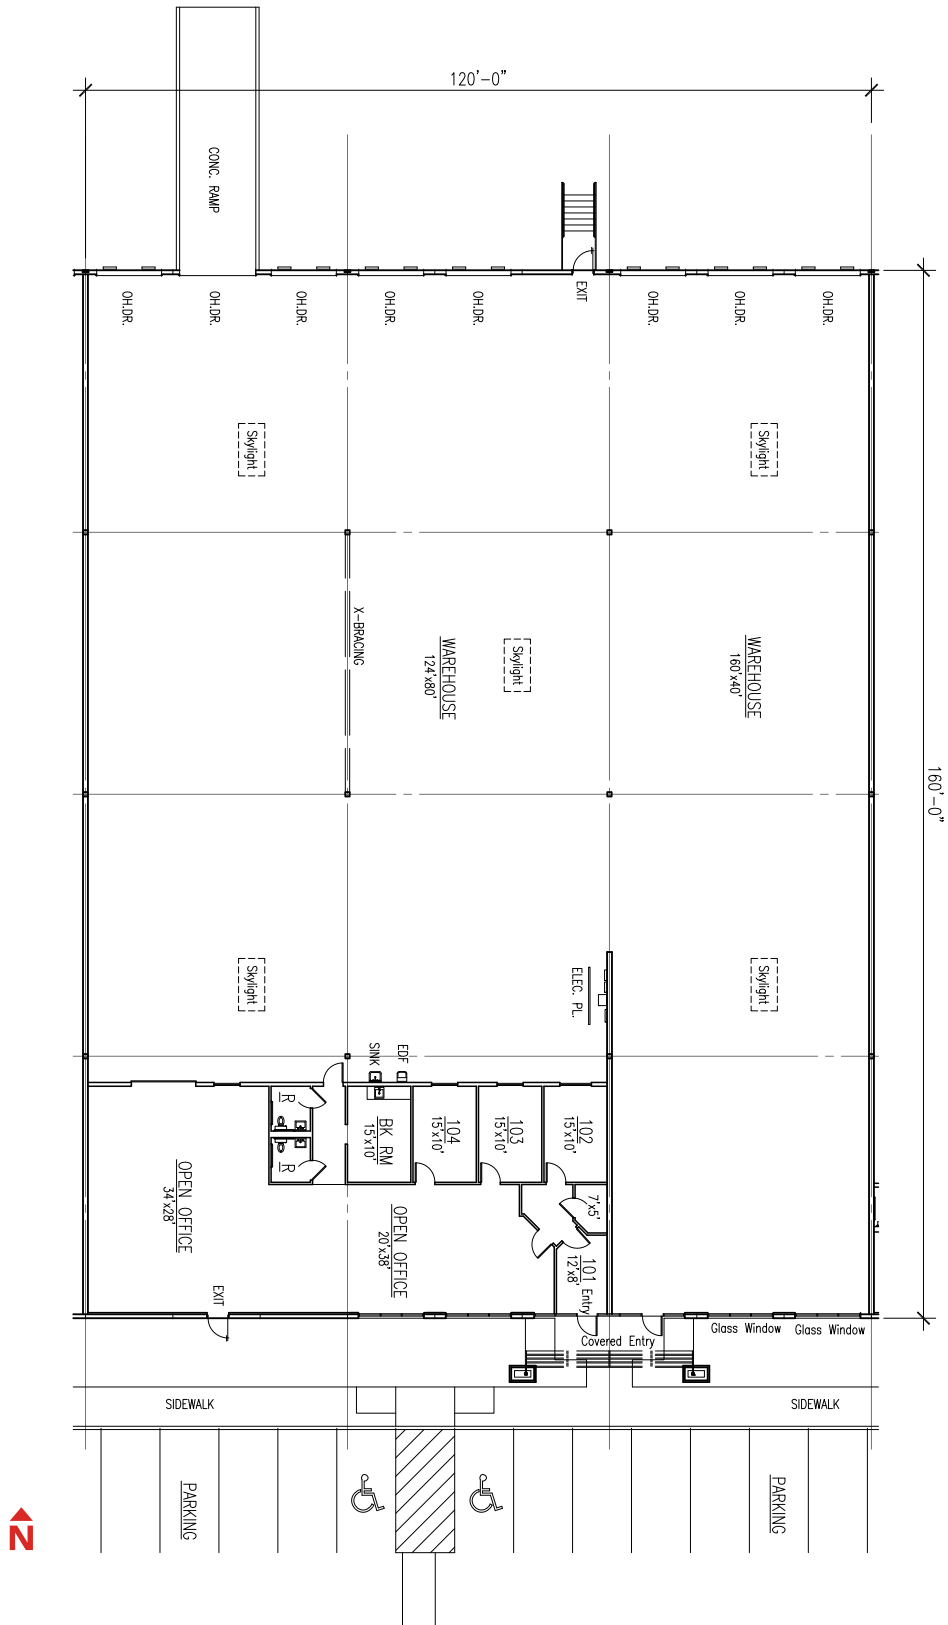 120'-0"
CONC. RAMP
EXIT
OH.DR.
OH.DR.
OH.DR.
OH.DR.
OH.DR.
OH.DR.
OH.DR.
OH.DR.
Skylight
Skylight
X-BRACING
WAREHOUSE
124'x80'
Skylight
WAREHOUSE
160'x40'
160'-0"
Skylight
ELEC. PL.
Skylight
SINK
EDF
R
R
BK RM
15'x10'
104
15'x10'
103
15'x10'
102
15'x10'
7'x5'
OPEN OFFICE
34'x28'
OPEN OFFICE
20'x38'
101
12'x8'
Entry
EXIT
Covered Entry
Glass Window
Glass Window
SIDEWALK
SIDEWALK
PARKING
PARKING
N